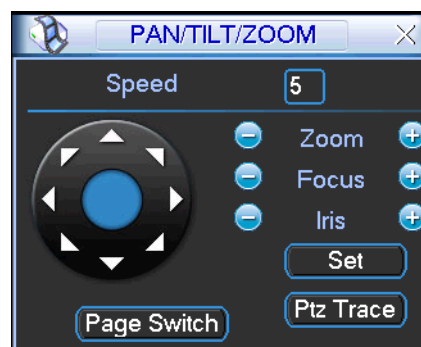 PAN/TILT/ZOOM
Speed 5
Zoom
Focus
Iris
Set
Ptz Trace
Page Switch